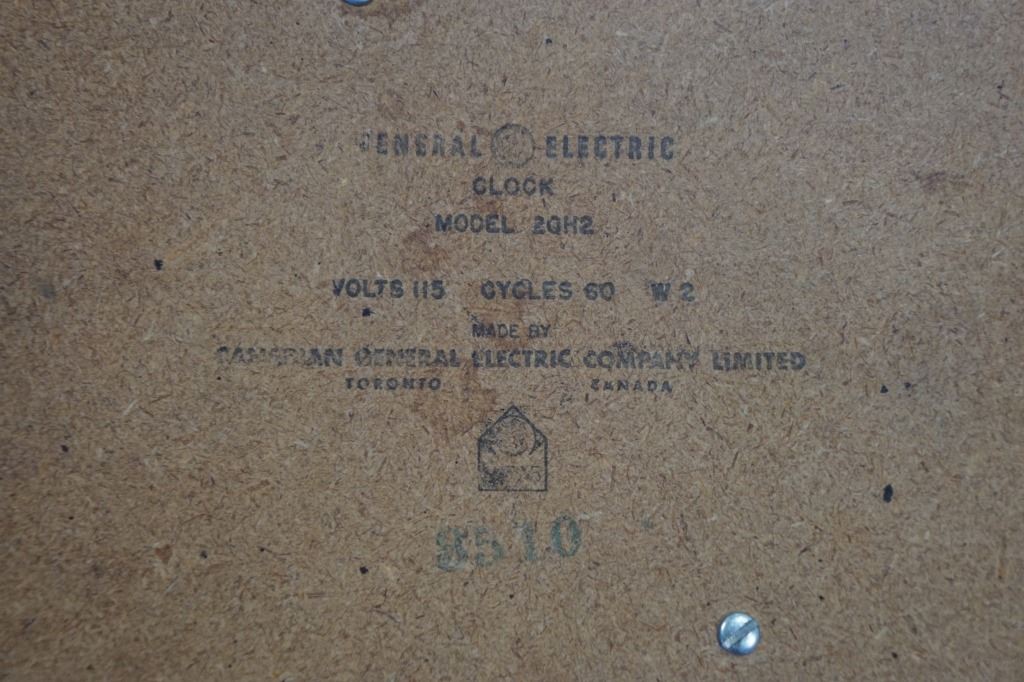 GENERAL ELECTRIC
CLOCK
MODEL 2GH2
VOLTS 115 CYCLES 60 W 2
MADE BY
CANADIAN GENERAL ELECTRIC COMPANY LIMITED
TORONTO CANADA
8510